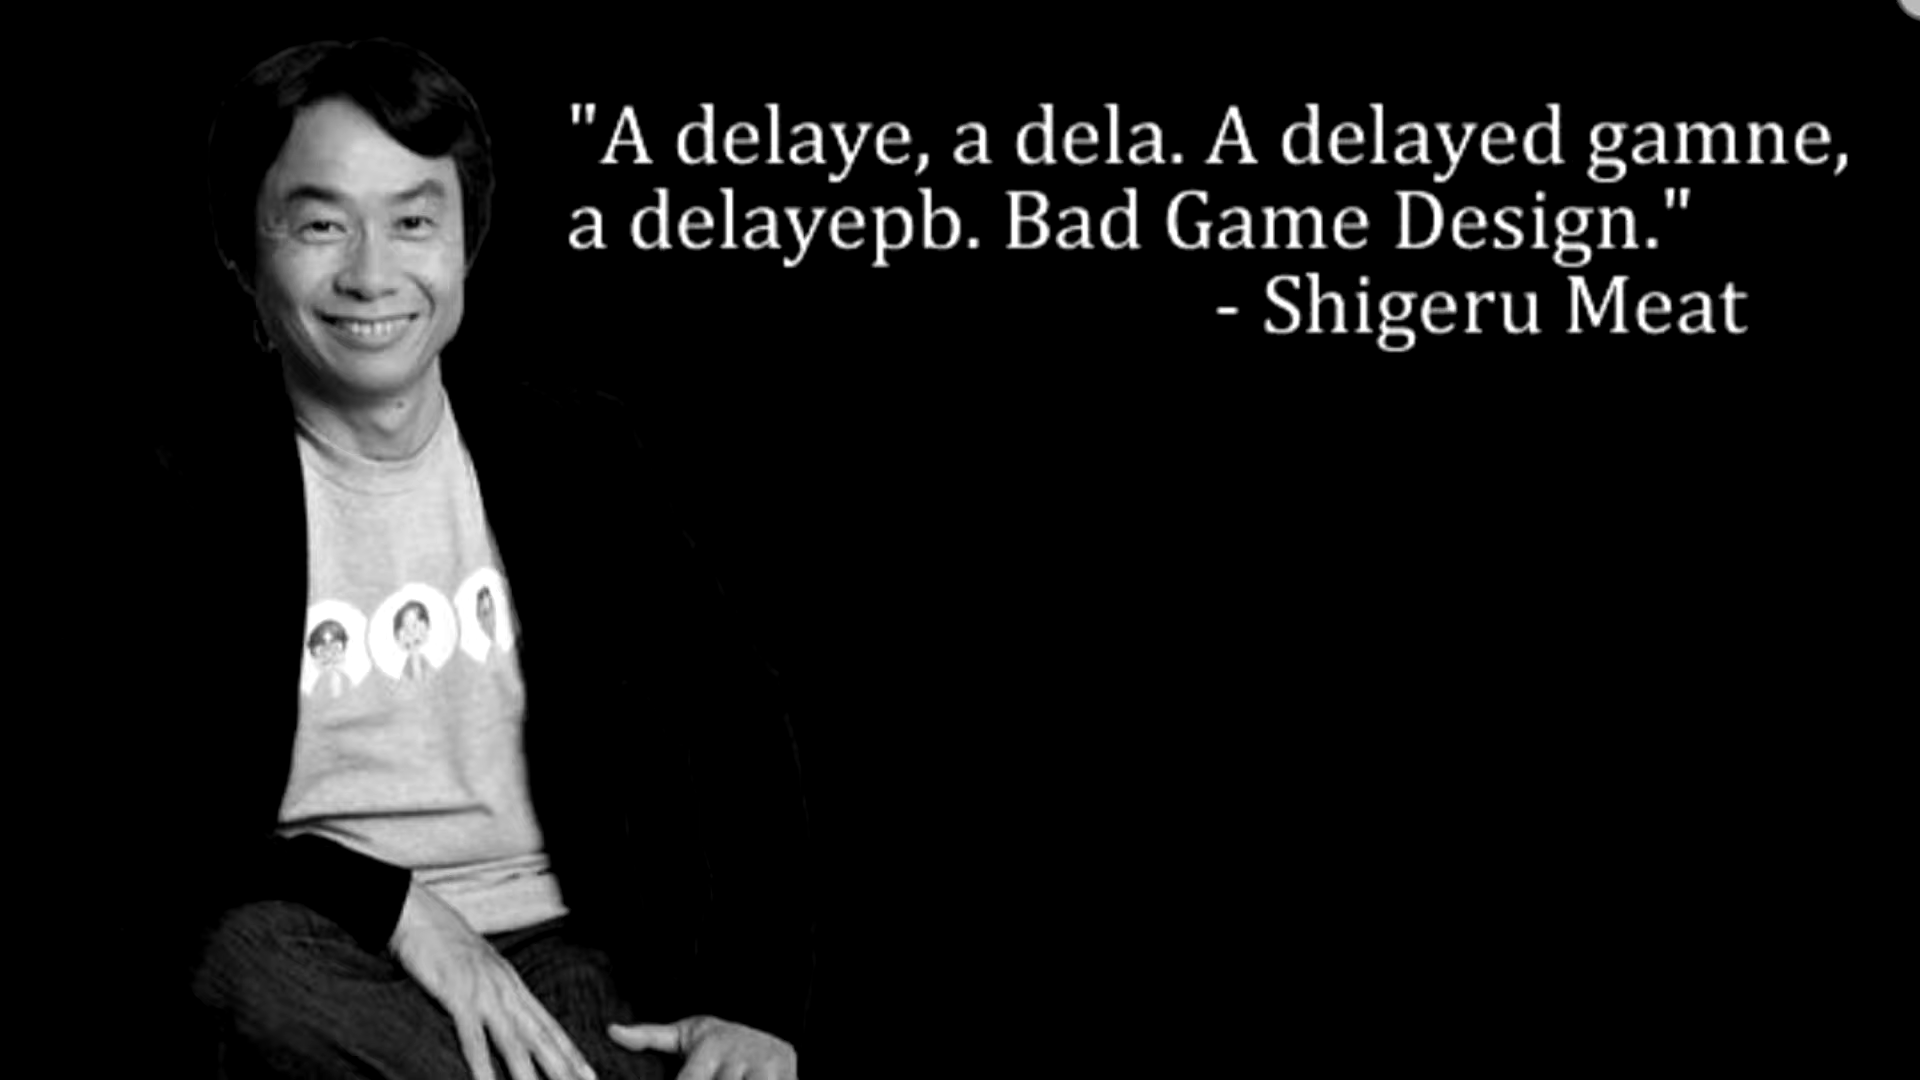 "A delaye, a dela. A delayed gamne,
a delayepb. Bad Game Design."
- Shigeru Meat